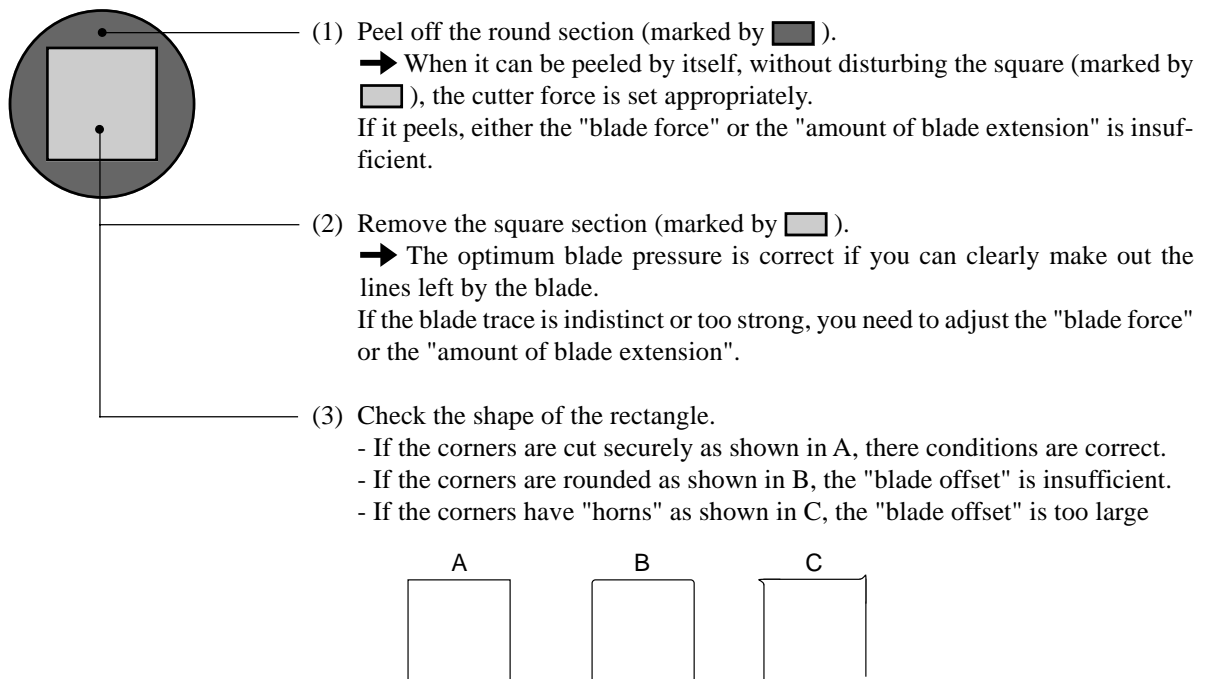 (1) Peel off the round section (marked by ).
➔ When it can be peeled by itself, without disturbing the square (marked by
), the cutter force is set appropriately.
If it peels, either the "blade force" or the "amount of blade extension" is insuf-
ficient.
(2) Remove the square section (marked by ).
➔ The optimum blade pressure is correct if you can clearly make out the
lines left by the blade.
If the blade trace is indistinct or too strong, you need to adjust the "blade force"
or the "amount of blade extension".
(3) Check the shape of the rectangle.
- If the corners are cut securely as shown in A, there conditions are correct.
- If the corners are rounded as shown in B, the "blade offset" is insufficient.
- If the corners have "horns" as shown in C, the "blade offset" is too large
A B C